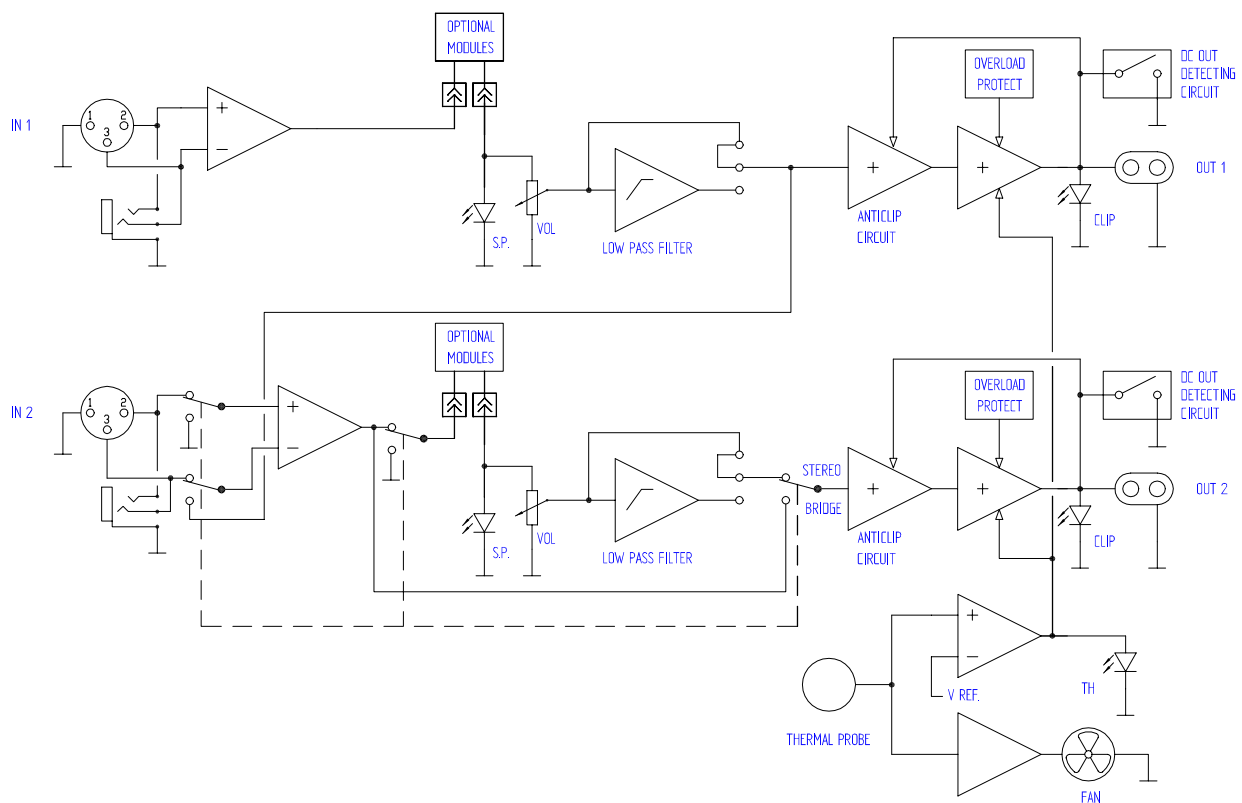 OPTIONAL
MODULES
OVERLOAD
PROTECT
DC OUT
DETECTING
CIRCUIT
IN 1
1
2
3
+
−
+
+
OUT 1
ANTICLIP
CIRCUIT
CLIP
VOL
S.P.
LOW PASS FILTER
OPTIONAL
MODULES
OVERLOAD
PROTECT
DC OUT
DETECTING
CIRCUIT
IN 2
1
2
3
+
−
STEREO
BRIDGE
+
+
OUT 2
ANTICLIP
CIRCUIT
CLIP
VOL
S.P.
LOW PASS FILTER
+
−
V REF.
TH
THERMAL PROBE
FAN